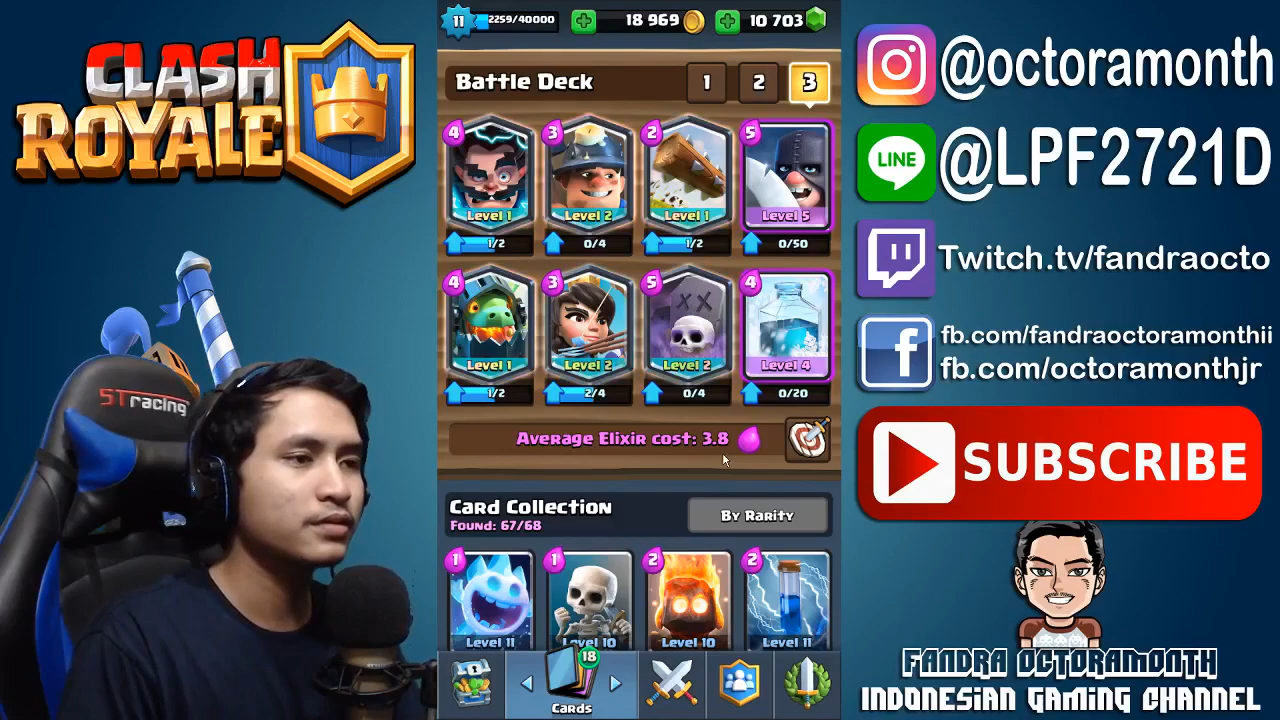 CLASH
ROYALE
STracing
11
2259/40000
18 969
10 703
Battle Deck
1
2
3
4
3
2
5
Level 1
Level 2
Level 1
Level 5
1/2
0/4
1/2
0/50
4
3
5
4
Level 1
Level 2
Level 2
Level 4
1/2
2/4
0/4
0/20
Average Elixir cost: 3.8
Card Collection
Found: 67/68
By Rarity
1
1
2
2
Level 11
Level 10
Level 10
Level 11
18
Cards
@octoramonth
LINE
@LPF2721D
Twitch.tv/fandraocto
f
fb.com/fandraoctoramonthii
fb.com/octoramonthjr
SUBSCRIBE
FANDRA OCTORAMONTH
INDONESIAN GAMING CHANNEL